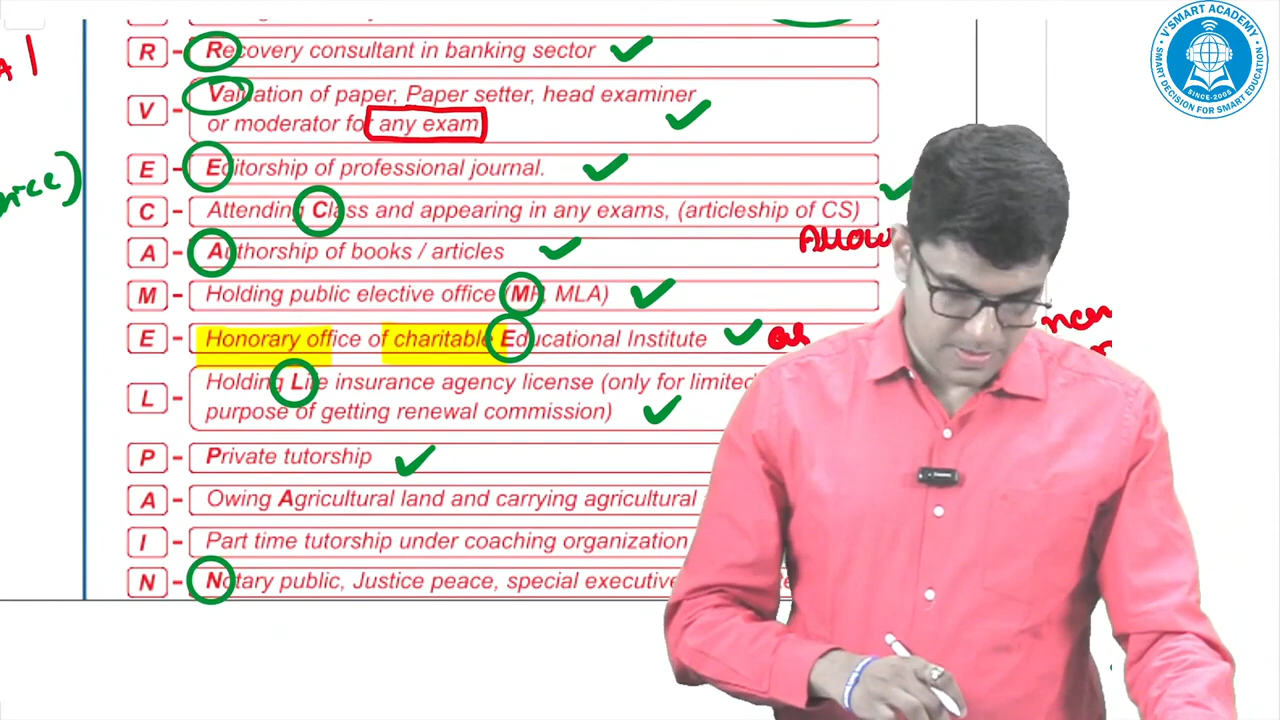 V'SMART ACADEMY
SINCE-2005
SMART DECISION FOR SMART EDUCATION
R - Recovery consultant in banking sector
V - Valuation of paper, Paper setter, head examiner
or moderator for any exam
E - Editorship of professional journal.
C - Attending Class and appearing in any exams, (articleship of CS)
Allow
A - Authorship of books / articles
M - Holding public elective office (MP, MLA)
E - Honorary office of charitable Educational Institute
L - Holding Life insurance agency license (only for limited
purpose of getting renewal commission)
P - Private tutorship
A - Owing Agricultural land and carrying agricultural
I - Part time tutorship under coaching organization
N - Notary public, Justice peace, special executive